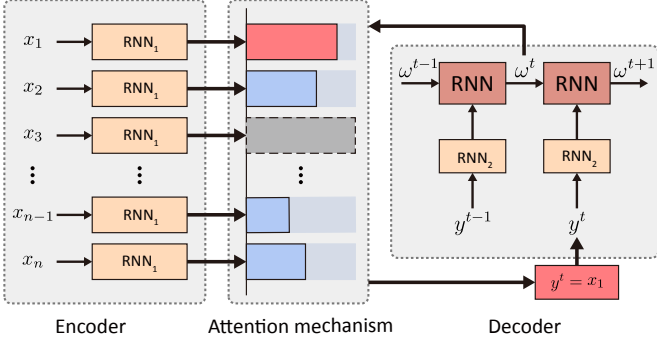 x₁ RNN₁
x₂ RNN₁
x₃ RNN₁
⋮ ⋮ ⋮
xₙ₋₁ RNN₁
xₙ RNN₁
ωᵗ⁻¹ RNN ωᵗ RNN ωᵗ⁺¹
RNN₂ RNN₂
yᵗ⁻¹ yᵗ
yᵗ = x₁
Encoder Attention mechanism Decoder